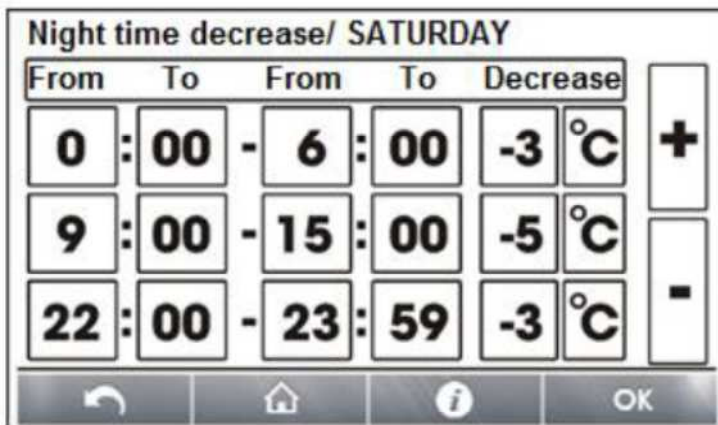 Night time decrease/ SATURDAY
From To From To Decrease
0 : 00 - 6 : 00 -3 °C +
9 : 00 - 15 : 00 -5 °C
22 : 00 - 23 : 59 -3 °C -
i OK